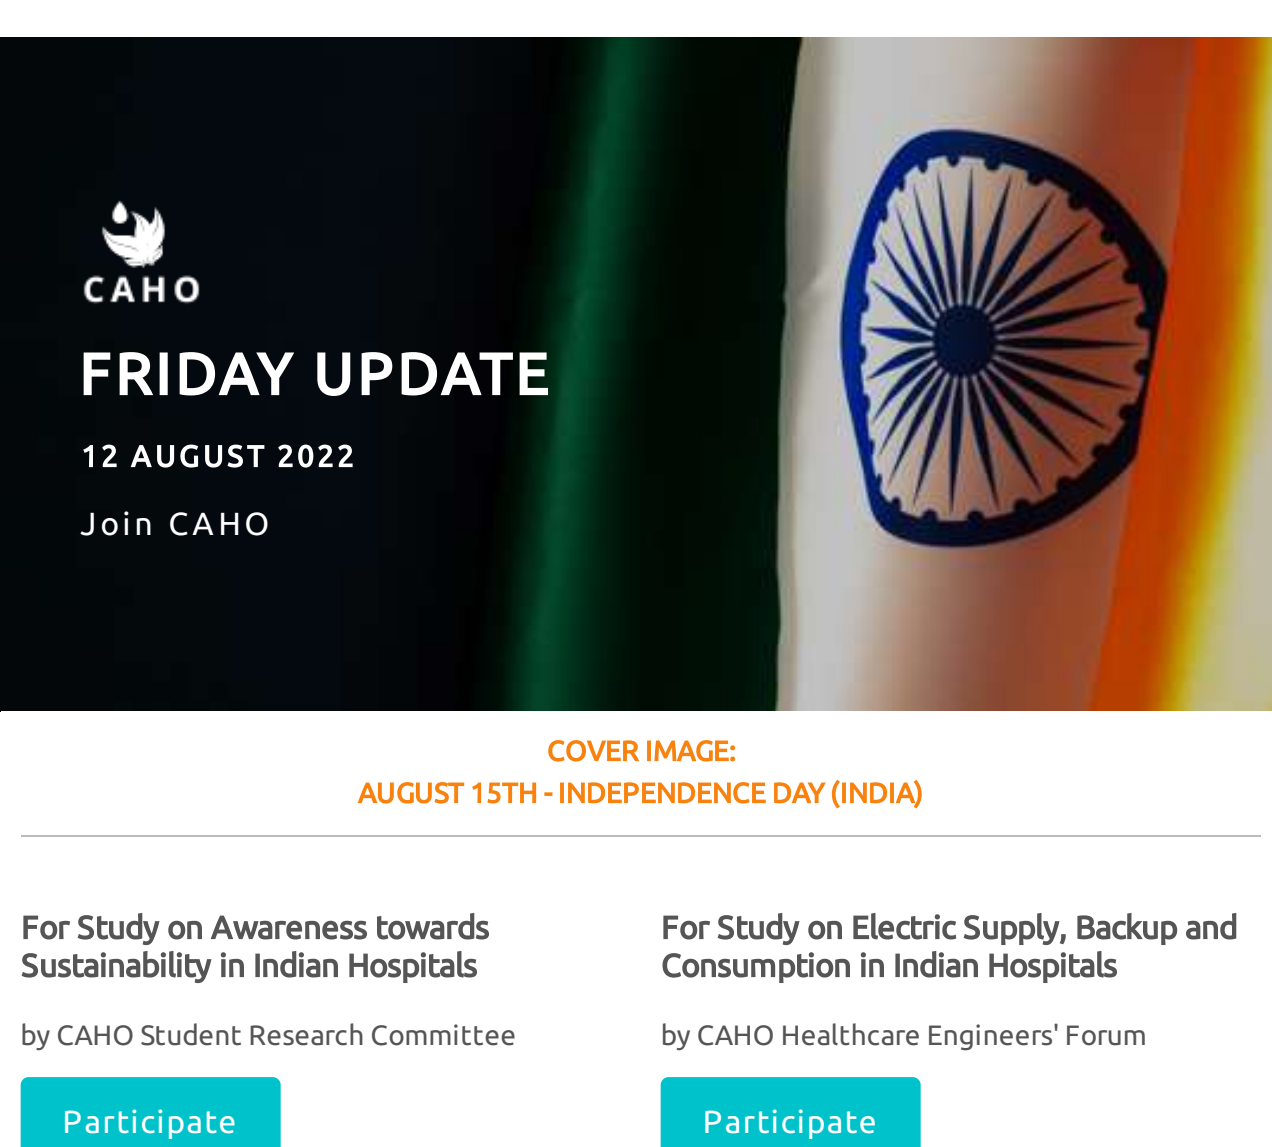 CAHO
FRIDAY UPDATE
12 AUGUST 2022
Join CAHO
COVER IMAGE:
AUGUST 15TH - INDEPENDENCE DAY (INDIA)
For Study on Awareness towards
Sustainability in Indian Hospitals
by CAHO Student Research Committee
Participate
For Study on Electric Supply, Backup and
Consumption in Indian Hospitals
by CAHO Healthcare Engineers' Forum
Participate